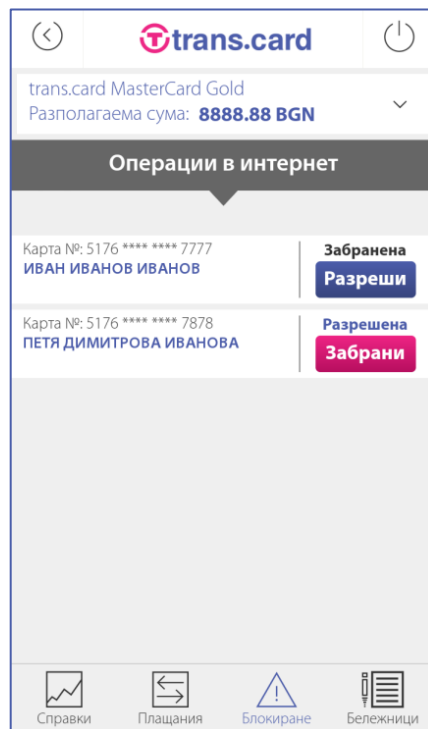 trans.card
trans.card MasterCard Gold
Разполагаема сума: 8888.88 BGN
Операции в интернет
Карта №: 5176 **** **** 7777
ИВАН ИВАНОВ ИВАНОВ
Забранена
Разреши
Карта №: 5176 **** **** 7878
ПЕТЯ ДИМИТРОВА ИВАНОВА
Разрешена
Забрани
Справки
Плащания
Блокиране
Бележници